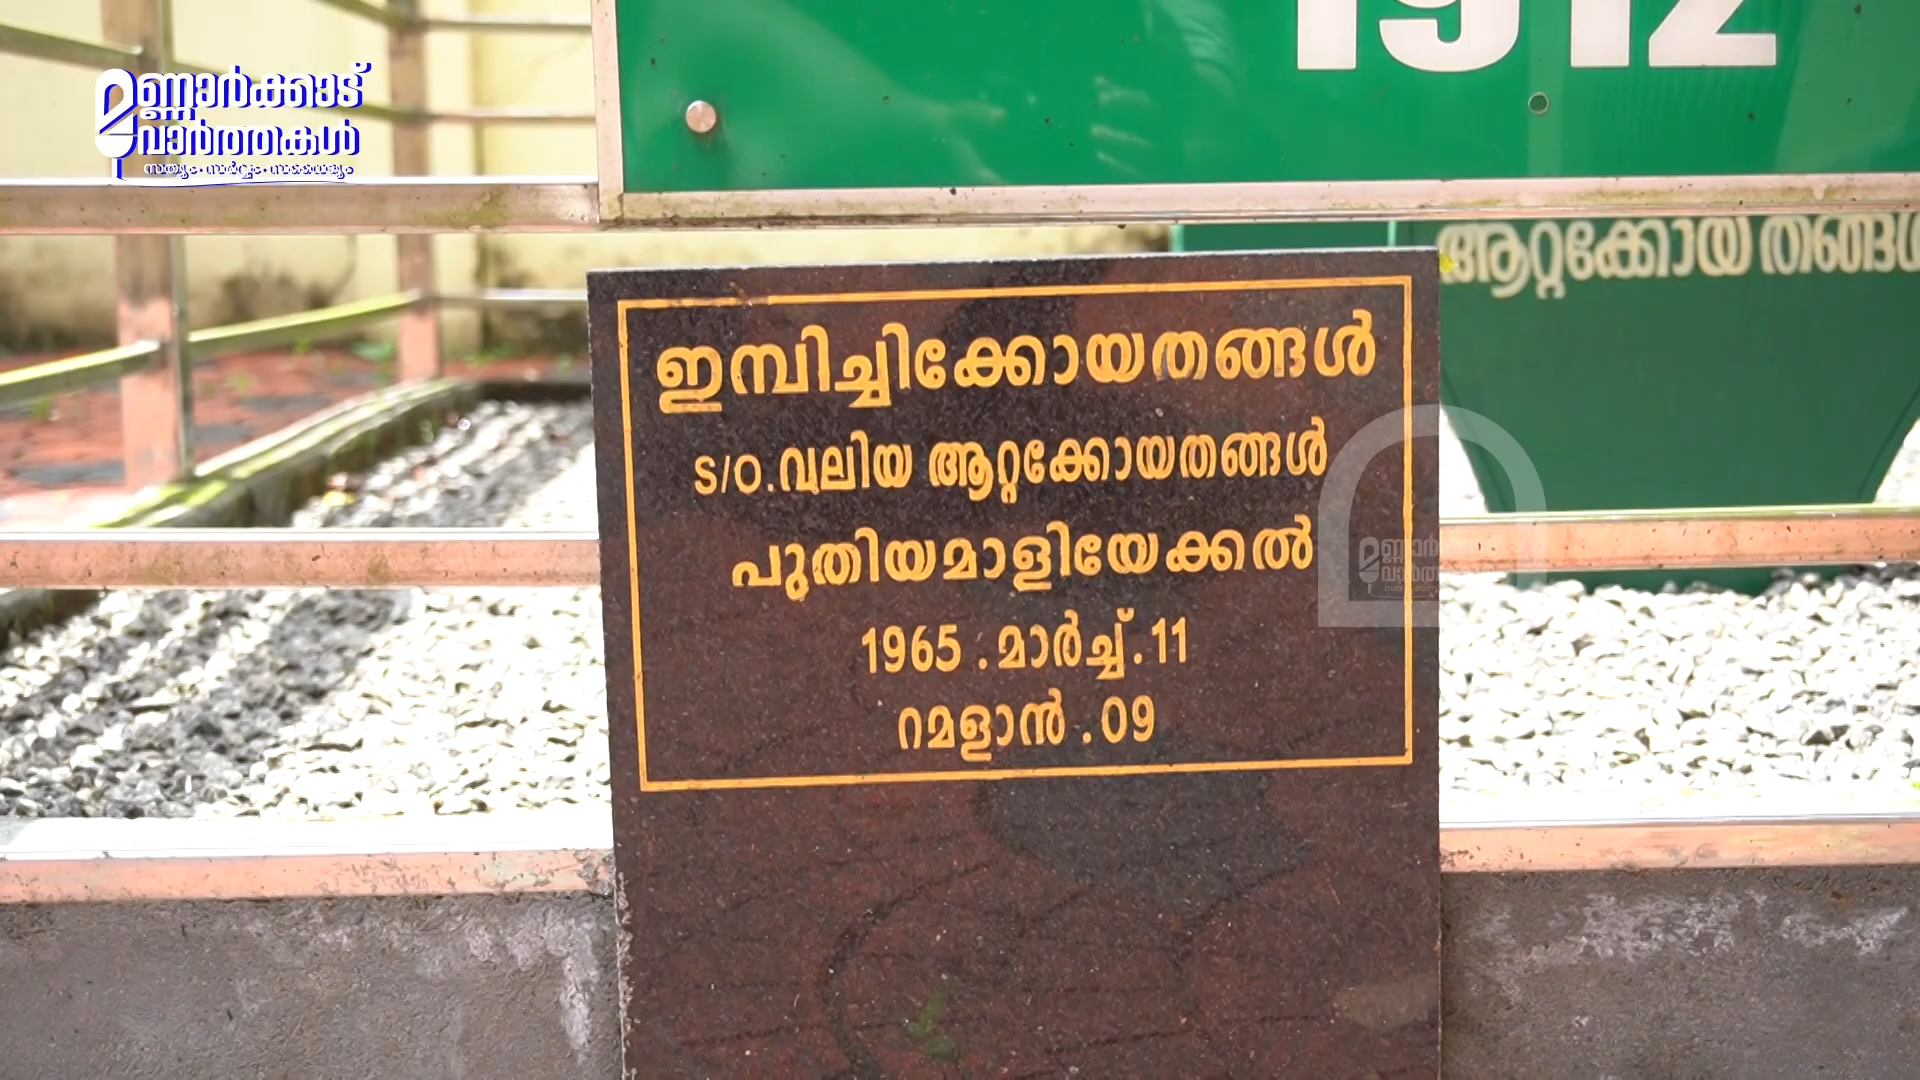 മണ്ണാർക്കാട്
വാർത്തകൾ
1912
ആറ്റക്കോയ തങ്ങൾ
ഇമ്പിച്ചിക്കോയതങ്ങൾ
S/O.വലിയ ആറ്റക്കോയതങ്ങൾ
പുതിയമാളിയേക്കൽ
1965 .മാർച്ച്.11
റമളാൻ .09